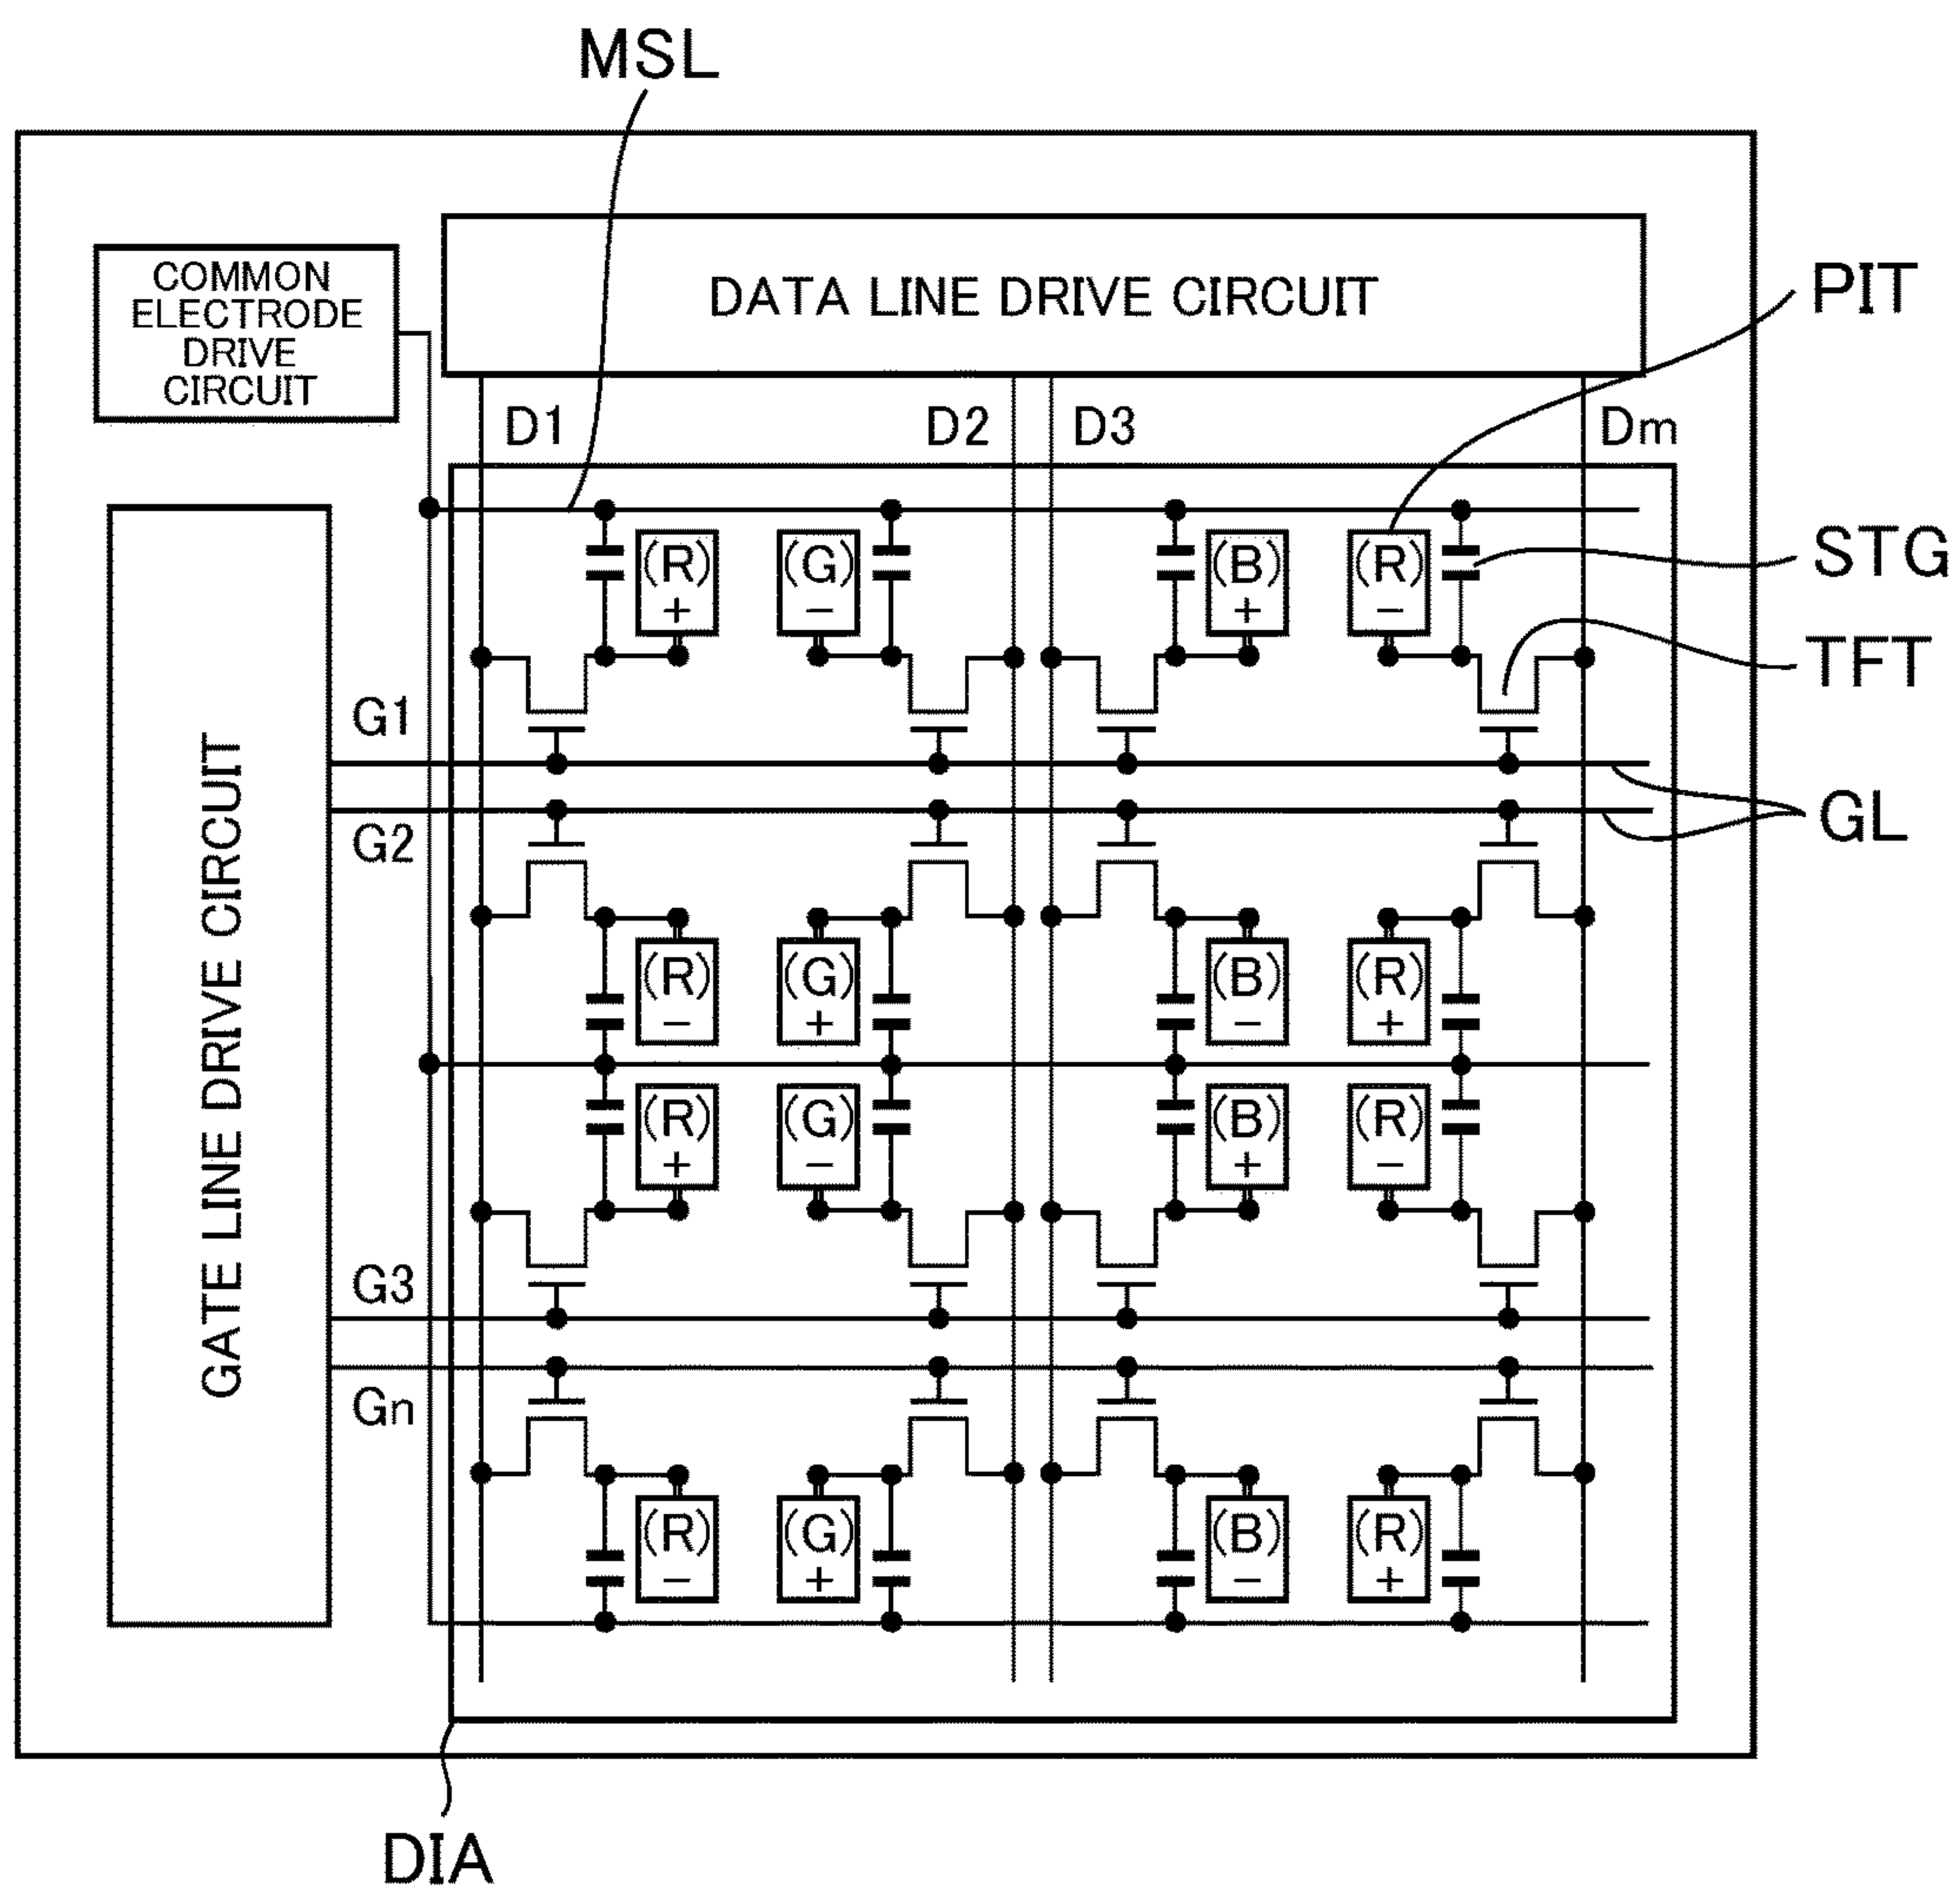 MSL
COMMON
ELECTRODE
DRIVE
CIRCUIT
DATA LINE DRIVE CIRCUIT
PIT
D1 D2 D3 Dm
(R) (G) (B) (R)
+ - + -
STG
TFT
G1
GL
G2
GATE LINE DRIVE CIRCUIT
(R) (G) (B) (R)
- + - +
(R) (G) (B) (R)
+ - + -
G3
Gn
(R) (G) (B) (R)
- + - +
DIA